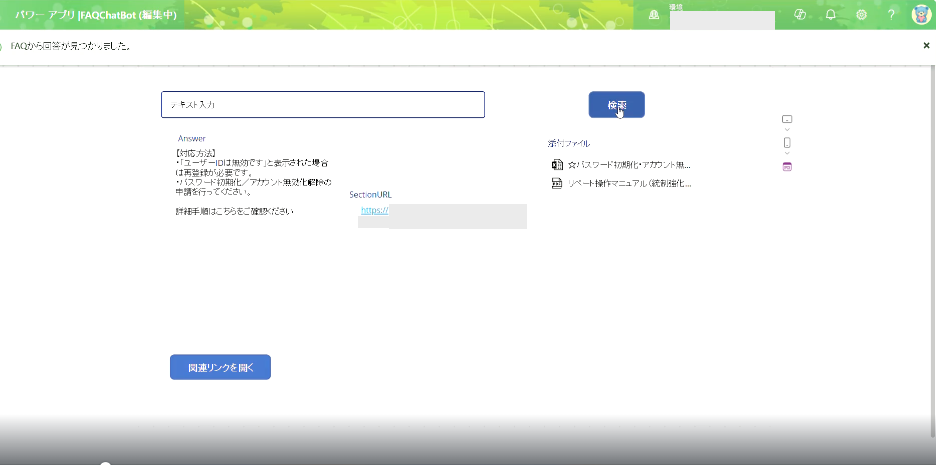 パワー アプリ |FAQChatBot (編集中)
環境
FAQから回答が見つかりました。
テキスト入力
検索
Answer
【対応方法】
・「ユーザーIDは無効です」と表示された場合
は再登録が必要です。
・パスワード初期化／アカウント無効化解除の
申請を行ってください。
詳細手順はこちらをご確認ください
SectionURL
https://
添付ファイル
☆パスワード初期化・アカウント無...
リベート操作マニュアル（統制強化...
関連リンクを開く